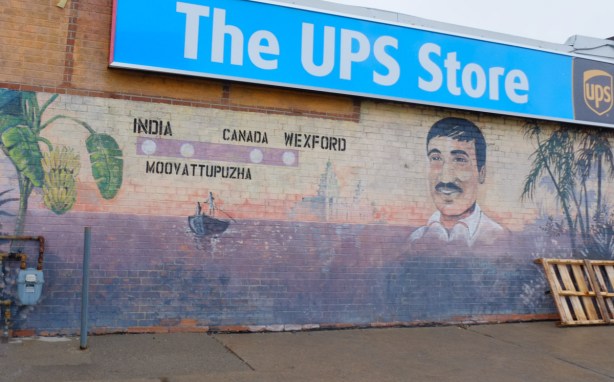 The UPS Store
ups
INDIA CANADA WEXFORD
MOOVATTUPUZHA